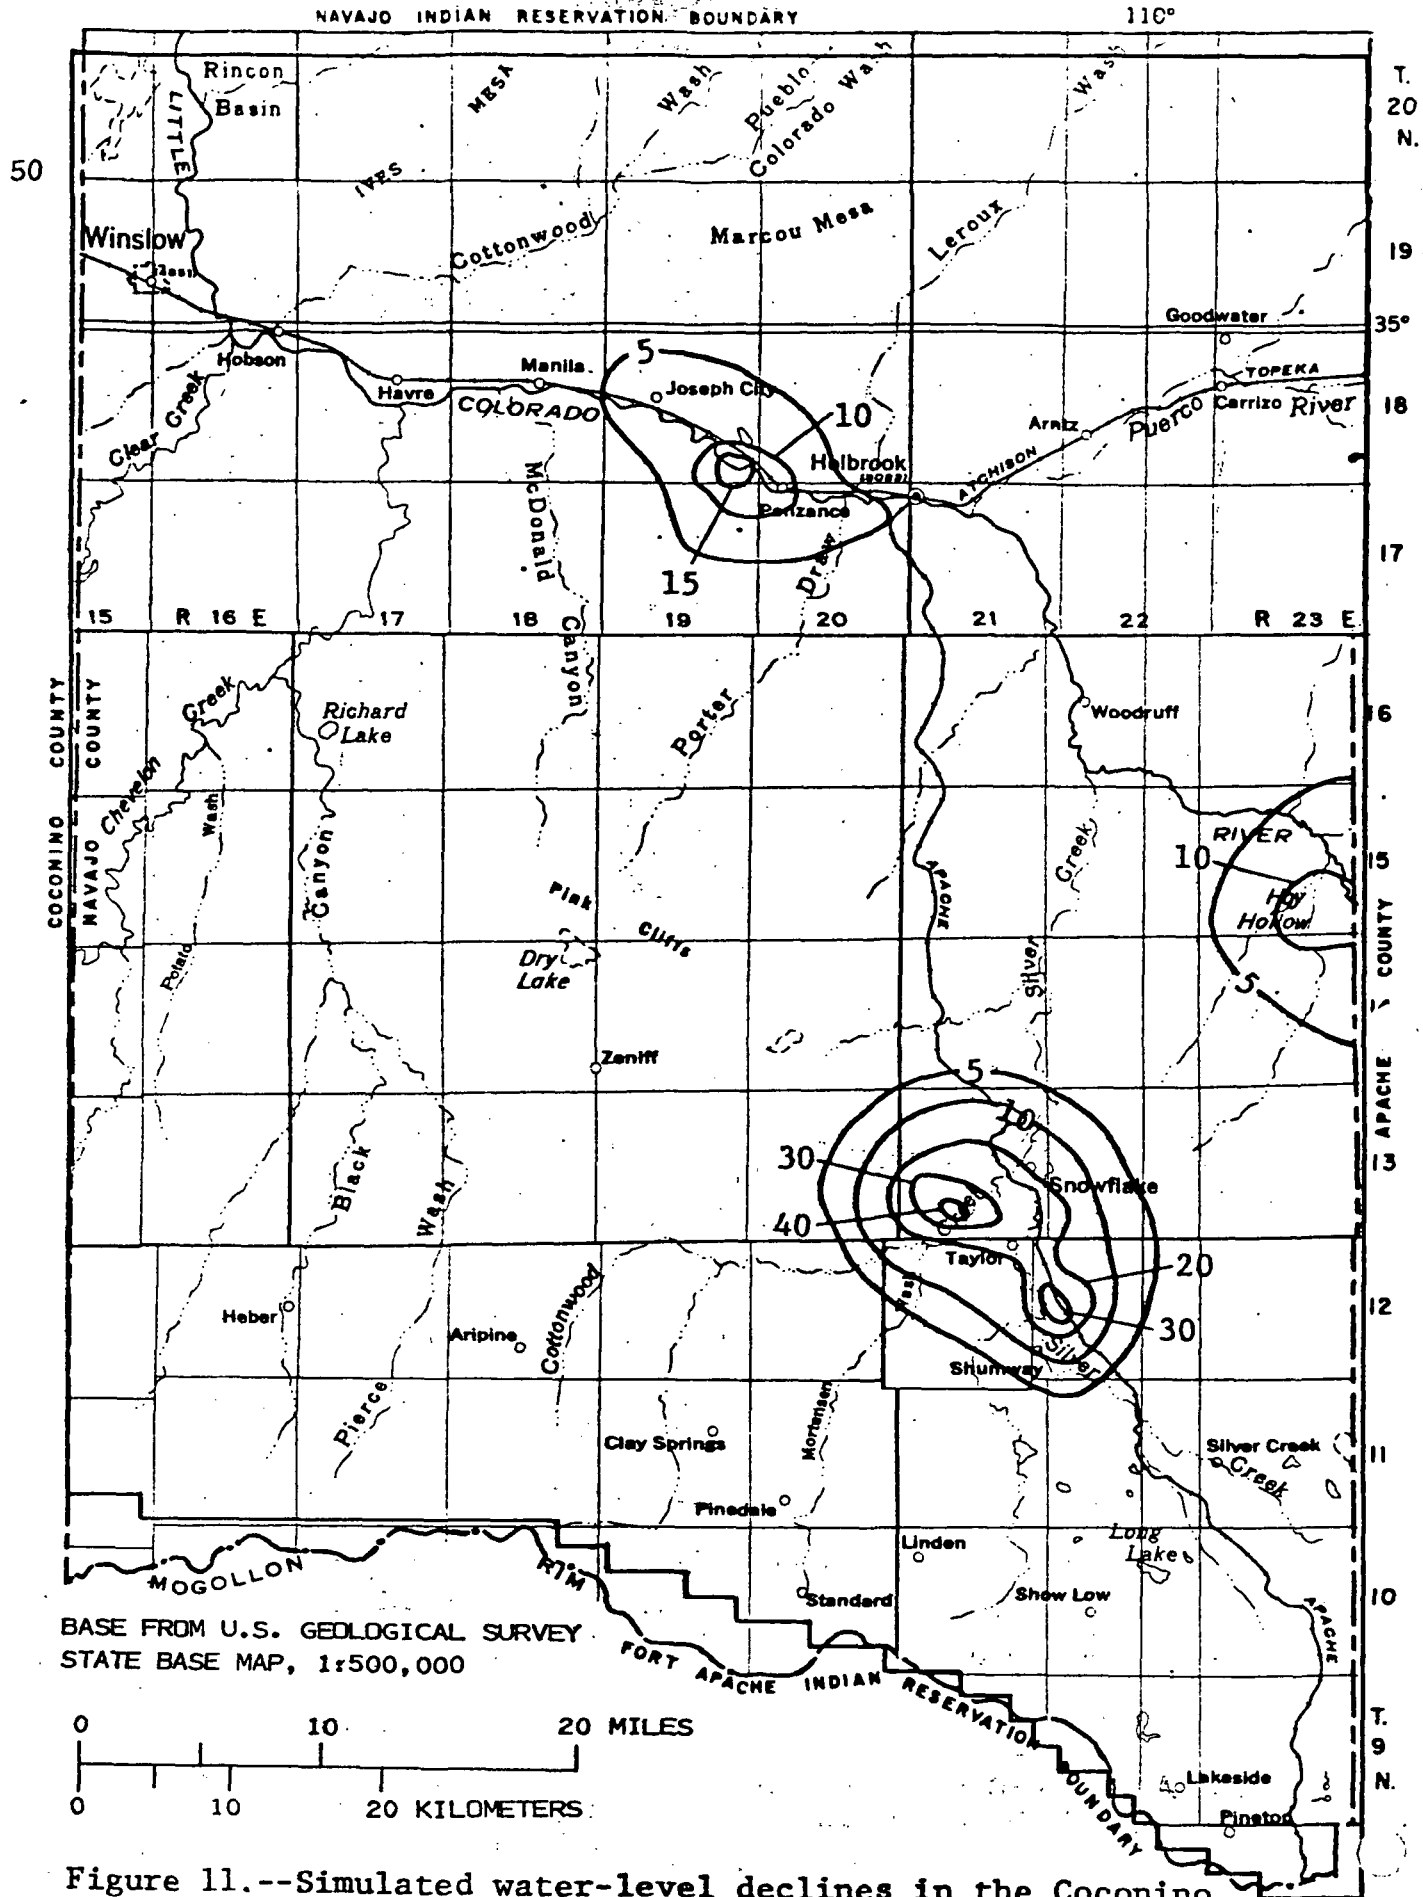 NAVAJO INDIAN RESERVATION BOUNDARY
110°
T.
20
N.
Rincon
Basin
LITTLE
MESA
IVES
Wash
Pueblo
Colorado Wash
Wash
50
Winslow
Cottonwood
Marcou Mesa
Leroux
19
Goodwater
35°
Hobson
Manila
5
Joseph City
TOPEKA
Havre
COLORADO
10
Carrizo River
18
Clear Creek
Arntz
Puerco
Holbrook
ATCHISON
Penzance
McDonald
Canyon
15
Draw
17
15 R 16 E 17 18 19 20 21 22 R 23 E
COCONINO COUNTY
NAVAJO COUNTY
Creek
Richard
Lake
Porter
Woodruff
16
Chevelon
Wash
Canyon
RIVER
10
15
Creek
APACHE
Hay
Hollow
Pink
Cliffs
Potato
Dry
Lake
Silver
5
COUNTY
APACHE
Zeniff
5
10
13
Black
30
Snowflake
Wash
40
Taylor
20
Wash
Heber
Cottonwood
12
Aripine
30
Silver
Shumway
Pierce
Mortensen
Clay Springs
Silver Creek
Creek
11
Pinedale
Linden
Long
Lake
MOGOLLON
RIM
Standard
Show Low
10
APACHE
BASE FROM U.S. GEOLOGICAL SURVEY
STATE BASE MAP, 1:500,000
FORT APACHE INDIAN RESERVATION BOUNDARY
0 10 20 MILES
T.
9
N.
Lakeside
0 10 20 KILOMETERS
Pinetop
Figure 11.--Simulated water-level declines in the Coconino